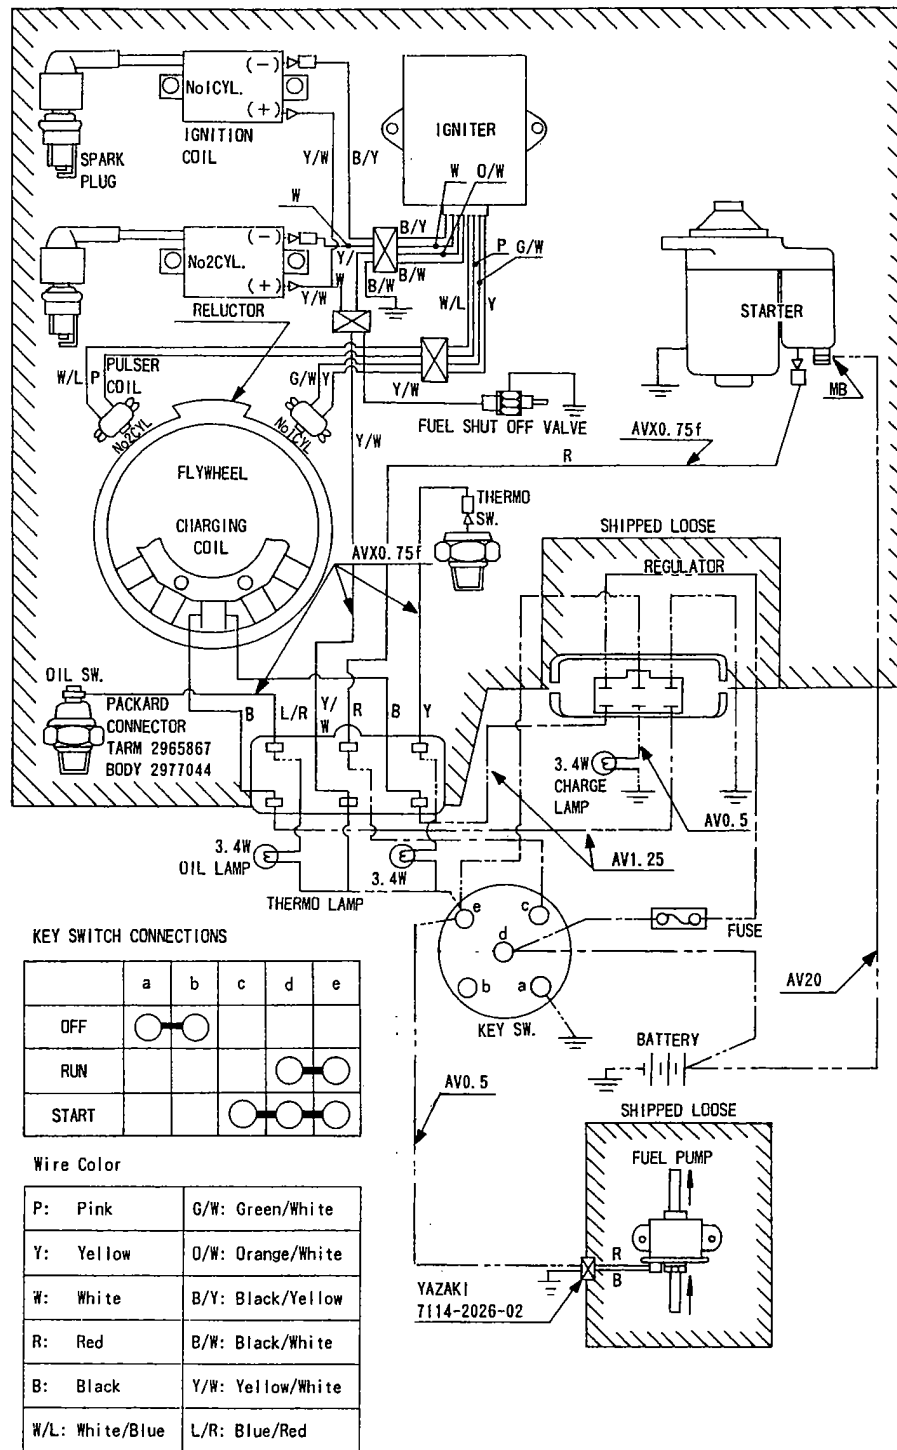 (-)
No1CYL.
(+)
IGNITION
COIL
SPARK
PLUG
Y/W
B/Y
IGNITER
W
O/W
W
B/Y
Y/
W
B/W
B/W
P
G/W
W/L
Y
(-)
No2CYL.
(+)
Y/W
RELUCTOR
STARTER
MB
W/L
P
PULSER
COIL
G/W
Y
Y/W
No2CYL
No1CYL
FUEL SHUT OFF VALVE
Y/W
R
AVX0.75f
FLYWHEEL
CHARGING
COIL
THERMO
SW.
AVX0.75f
SHIPPED LOOSE
REGULATOR
OIL SW.
PACKARD
CONNECTOR
TARM 2965867
BODY 2977044
B
L/R
Y/
W
R
B
Y
3.4W
CHARGE
LAMP
AV0.5
AV1.25
3.4W
OIL LAMP
3.4W
THERMO LAMP
e
c
d
b
a
KEY SW.
FUSE
AV20
BATTERY
AV0.5
KEY SWITCH CONNECTIONS
a b c d e
OFF
RUN
START
SHIPPED LOOSE
FUEL PUMP
R
B
YAZAKI
7114-2026-02
Wire Color
P: Pink G/W: Green/White
Y: Yellow O/W: Orange/White
W: White B/Y: Black/Yellow
R: Red B/W: Black/White
B: Black Y/W: Yellow/White
W/L: White/Blue L/R: Blue/Red